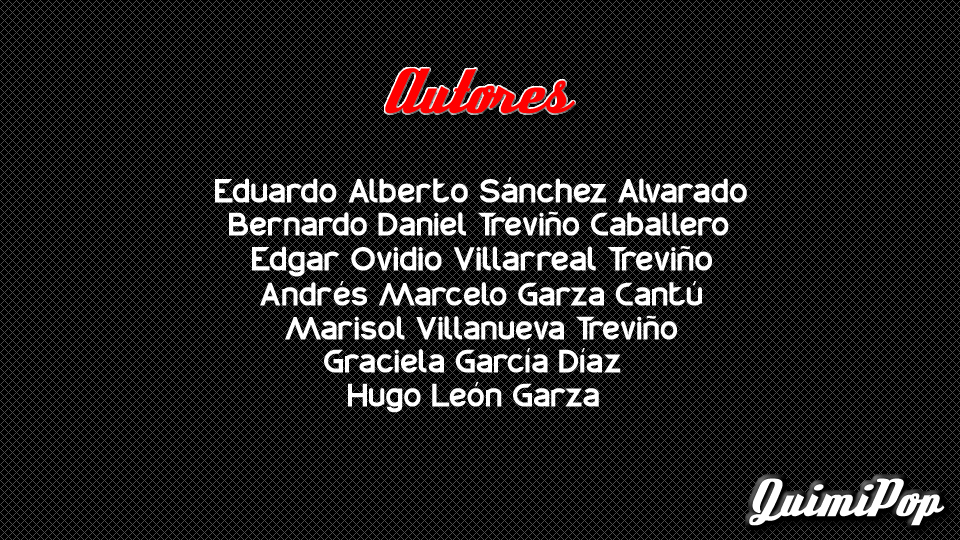 Autores
Eduardo Alberto Sánchez Alvarado
Bernardo Daniel Treviño Caballero
Edgar Ovidio Villarreal Treviño
Andrés Marcelo Garza Cantú
Marisol Villanueva Treviño
Graciela García Díaz
Hugo León Garza
QuimiPop